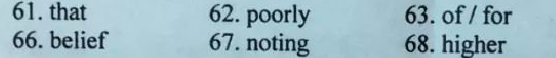 61. that 62. poorly 63. of / for
66. belief 67. noting 68. higher